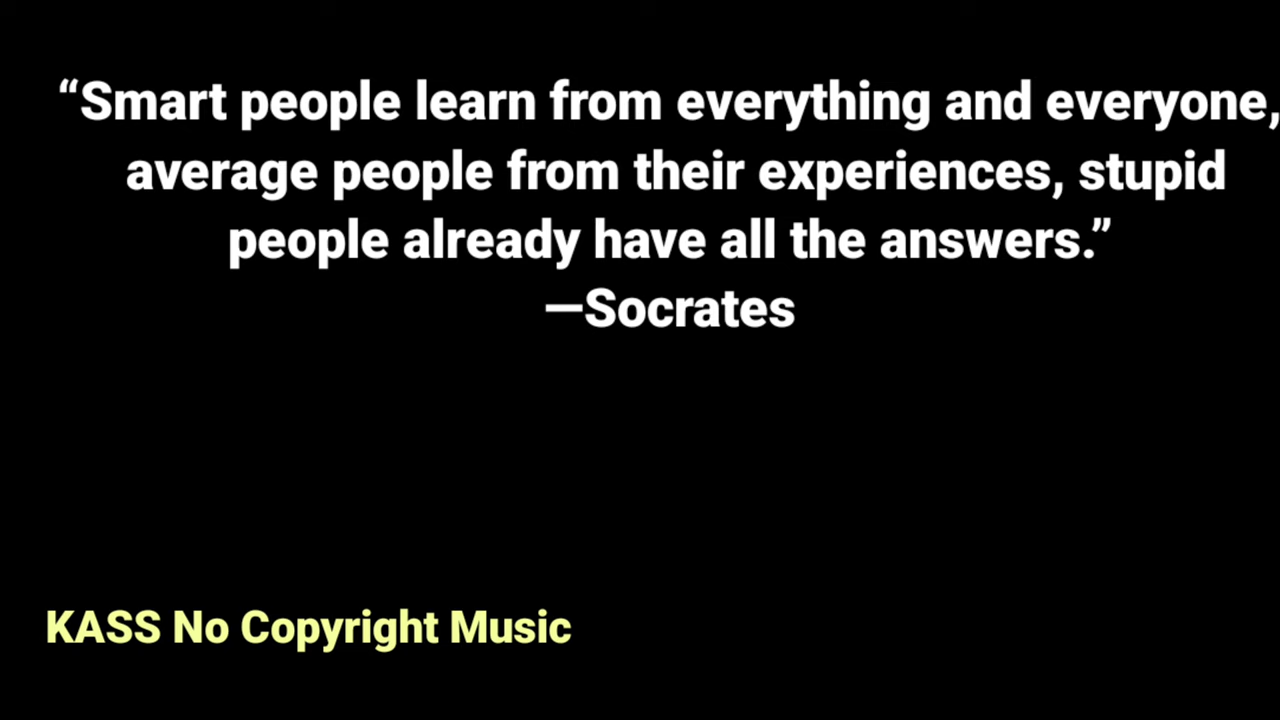 “Smart people learn from everything and everyone,
average people from their experiences, stupid
people already have all the answers.”
—Socrates
KASS No Copyright Music